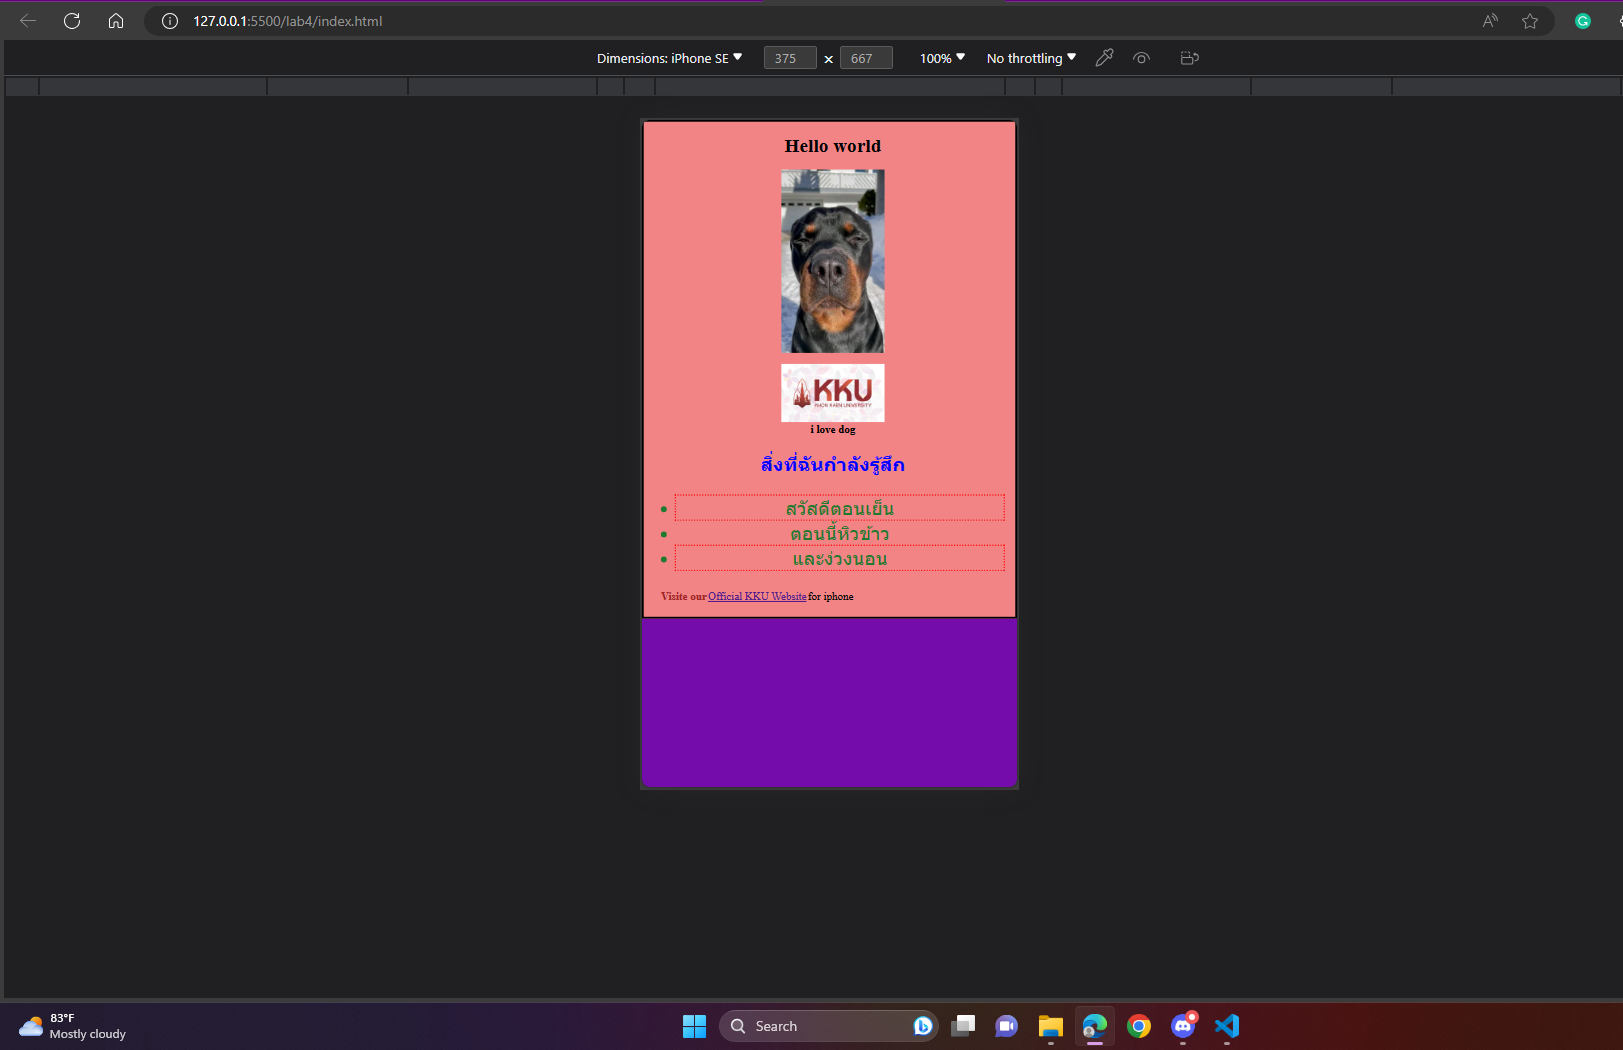 127.0.0.1:5500/lab4/index.html
Dimensions: iPhone SE 375 x 667 100% No throttling
Hello world
KKU
KHON KAEN UNIVERSITY
i love dog
สิ่งที่ฉันกำลังรู้สึก
สวัสดีตอนเย็น
ตอนนี้หิวข้าว
และง่วงนอน
Visite our Official KKU Website for iphone
83°F
Mostly cloudy
Search